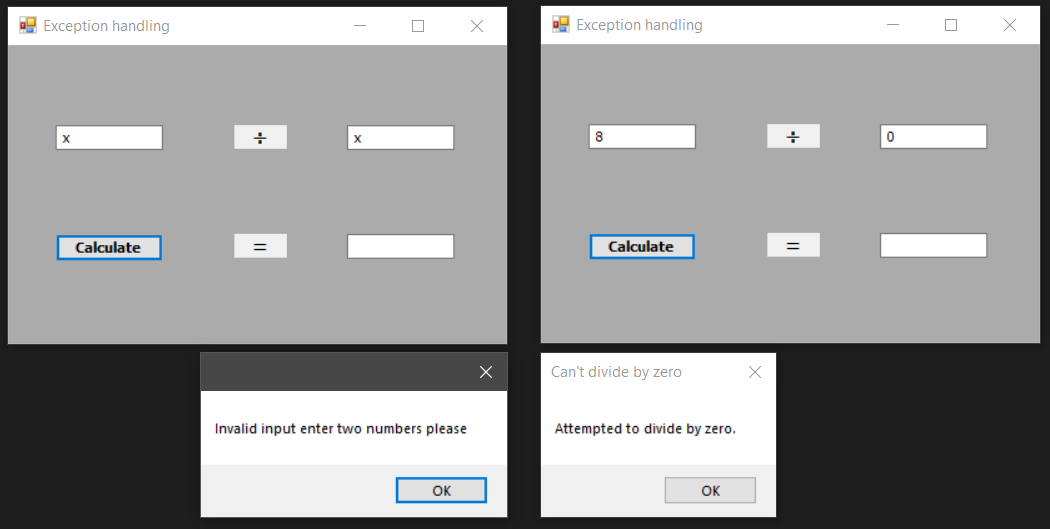 Exception handling
x ÷ x
Calculate =
Invalid input enter two numbers please
OK
Exception handling
8 ÷ 0
Calculate =
Can't divide by zero
Attempted to divide by zero.
OK